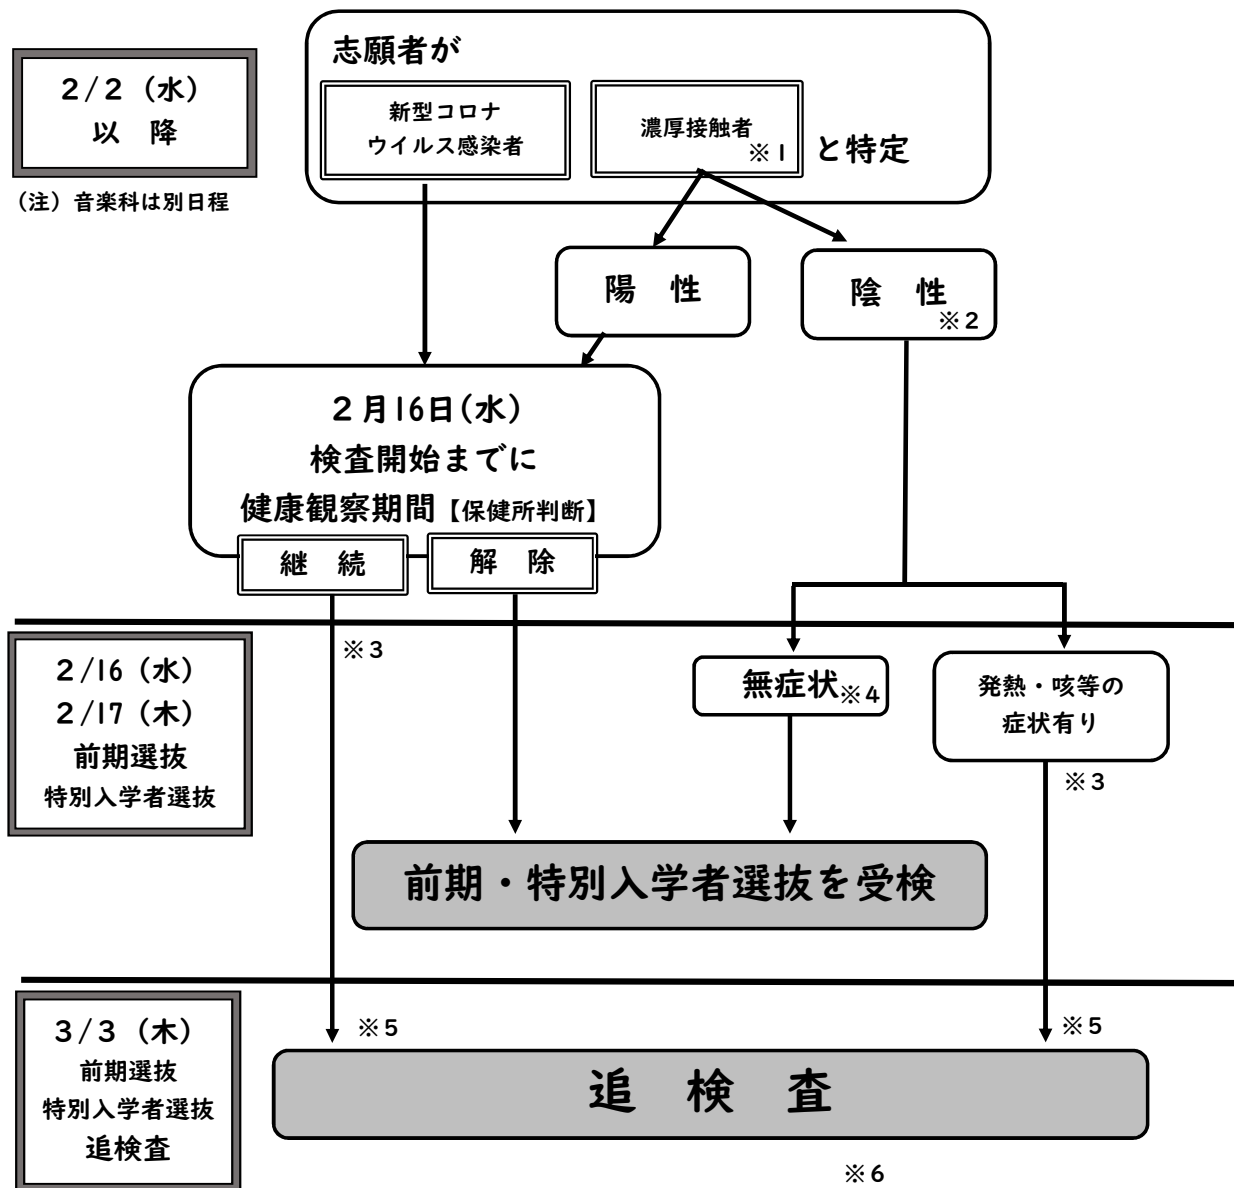 志願者が
2/2（水）
以　降
新型コロナ
ウイルス感染者
濃厚接触者
※1
と特定
（注）音楽科は別日程
陽　性
陰　性
※2
2月16日(水)
検査開始までに
健康観察期間【保健所判断】
継　続
解　除
※3
2/16（水）
2/17（木）
前期選抜
特別入学者選抜
無症状※4
発熱・咳等の
症状有り
※3
前期・特別入学者選抜を受検
3/3（木）
前期選抜
特別入学者選抜
追検査
※5
※5
追　検　査
※6